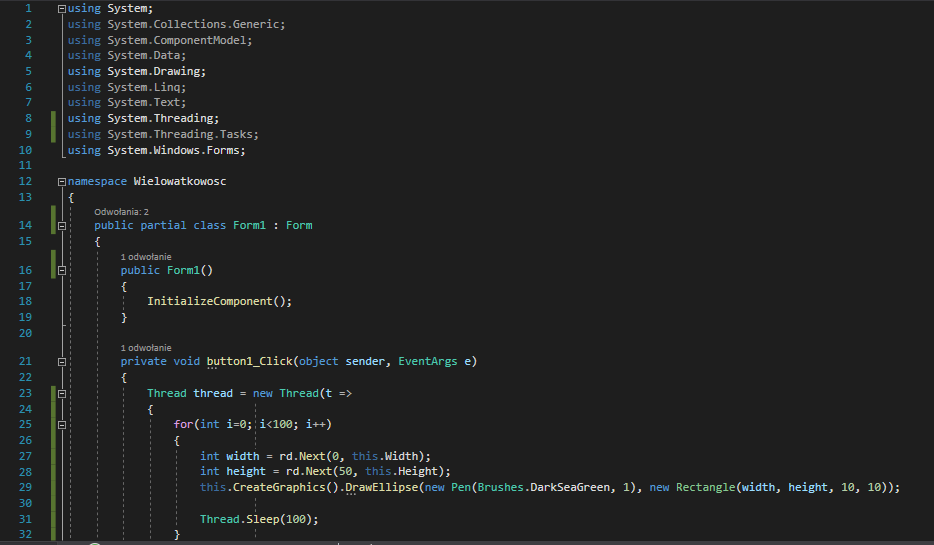 1 using System;
2 using System.Collections.Generic;
3 using System.ComponentModel;
4 using System.Data;
5 using System.Drawing;
6 using System.Linq;
7 using System.Text;
8 using System.Threading;
9 using System.Threading.Tasks;
10 using System.Windows.Forms;
11
12 namespace Wielowatkowosc
13 {
Odwołania: 2
14 public partial class Form1 : Form
15 {
1 odwołanie
16 public Form1()
17 {
18 InitializeComponent();
19 }
20
1 odwołanie
21 private void button1_Click(object sender, EventArgs e)
22 {
23 Thread thread = new Thread(t =>
24 {
25 for(int i=0; i<100; i++)
26 {
27 int width = rd.Next(0, this.Width);
28 int height = rd.Next(50, this.Height);
29 this.CreateGraphics().DrawEllipse(new Pen(Brushes.DarkSeaGreen, 1), new Rectangle(width, height, 10, 10));
30
31 Thread.Sleep(100);
32 }